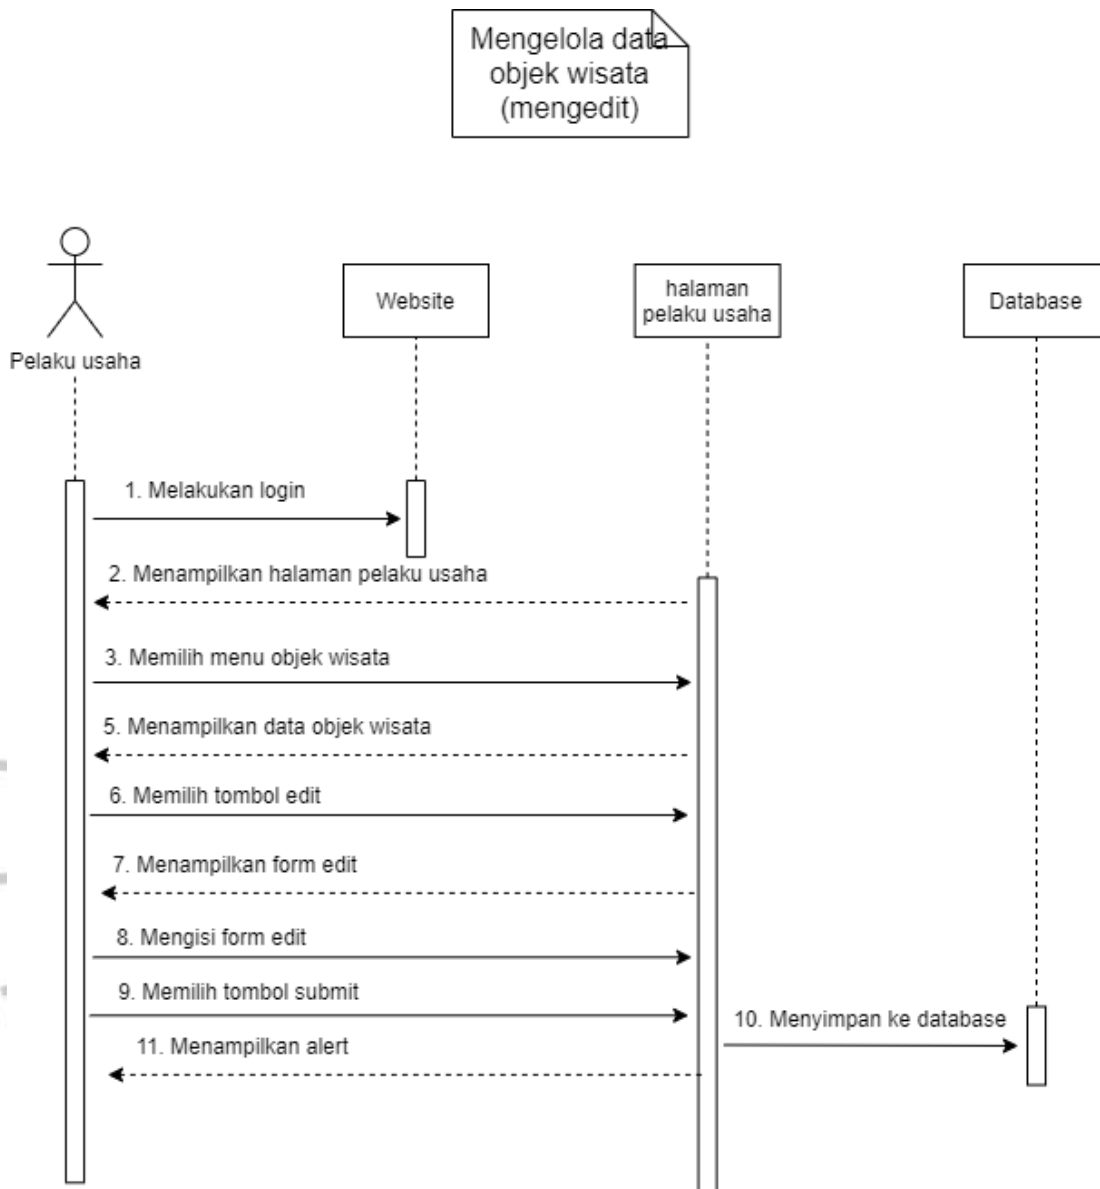 Mengelola data
objek wisata
(mengedit)
Pelaku usaha
Website
halaman
pelaku usaha
Database
1. Melakukan login
2. Menampilkan halaman pelaku usaha
3. Memilih menu objek wisata
5. Menampilkan data objek wisata
6. Memilih tombol edit
7. Menampilkan form edit
8. Mengisi form edit
9. Memilih tombol submit
10. Menyimpan ke database
11. Menampilkan alert